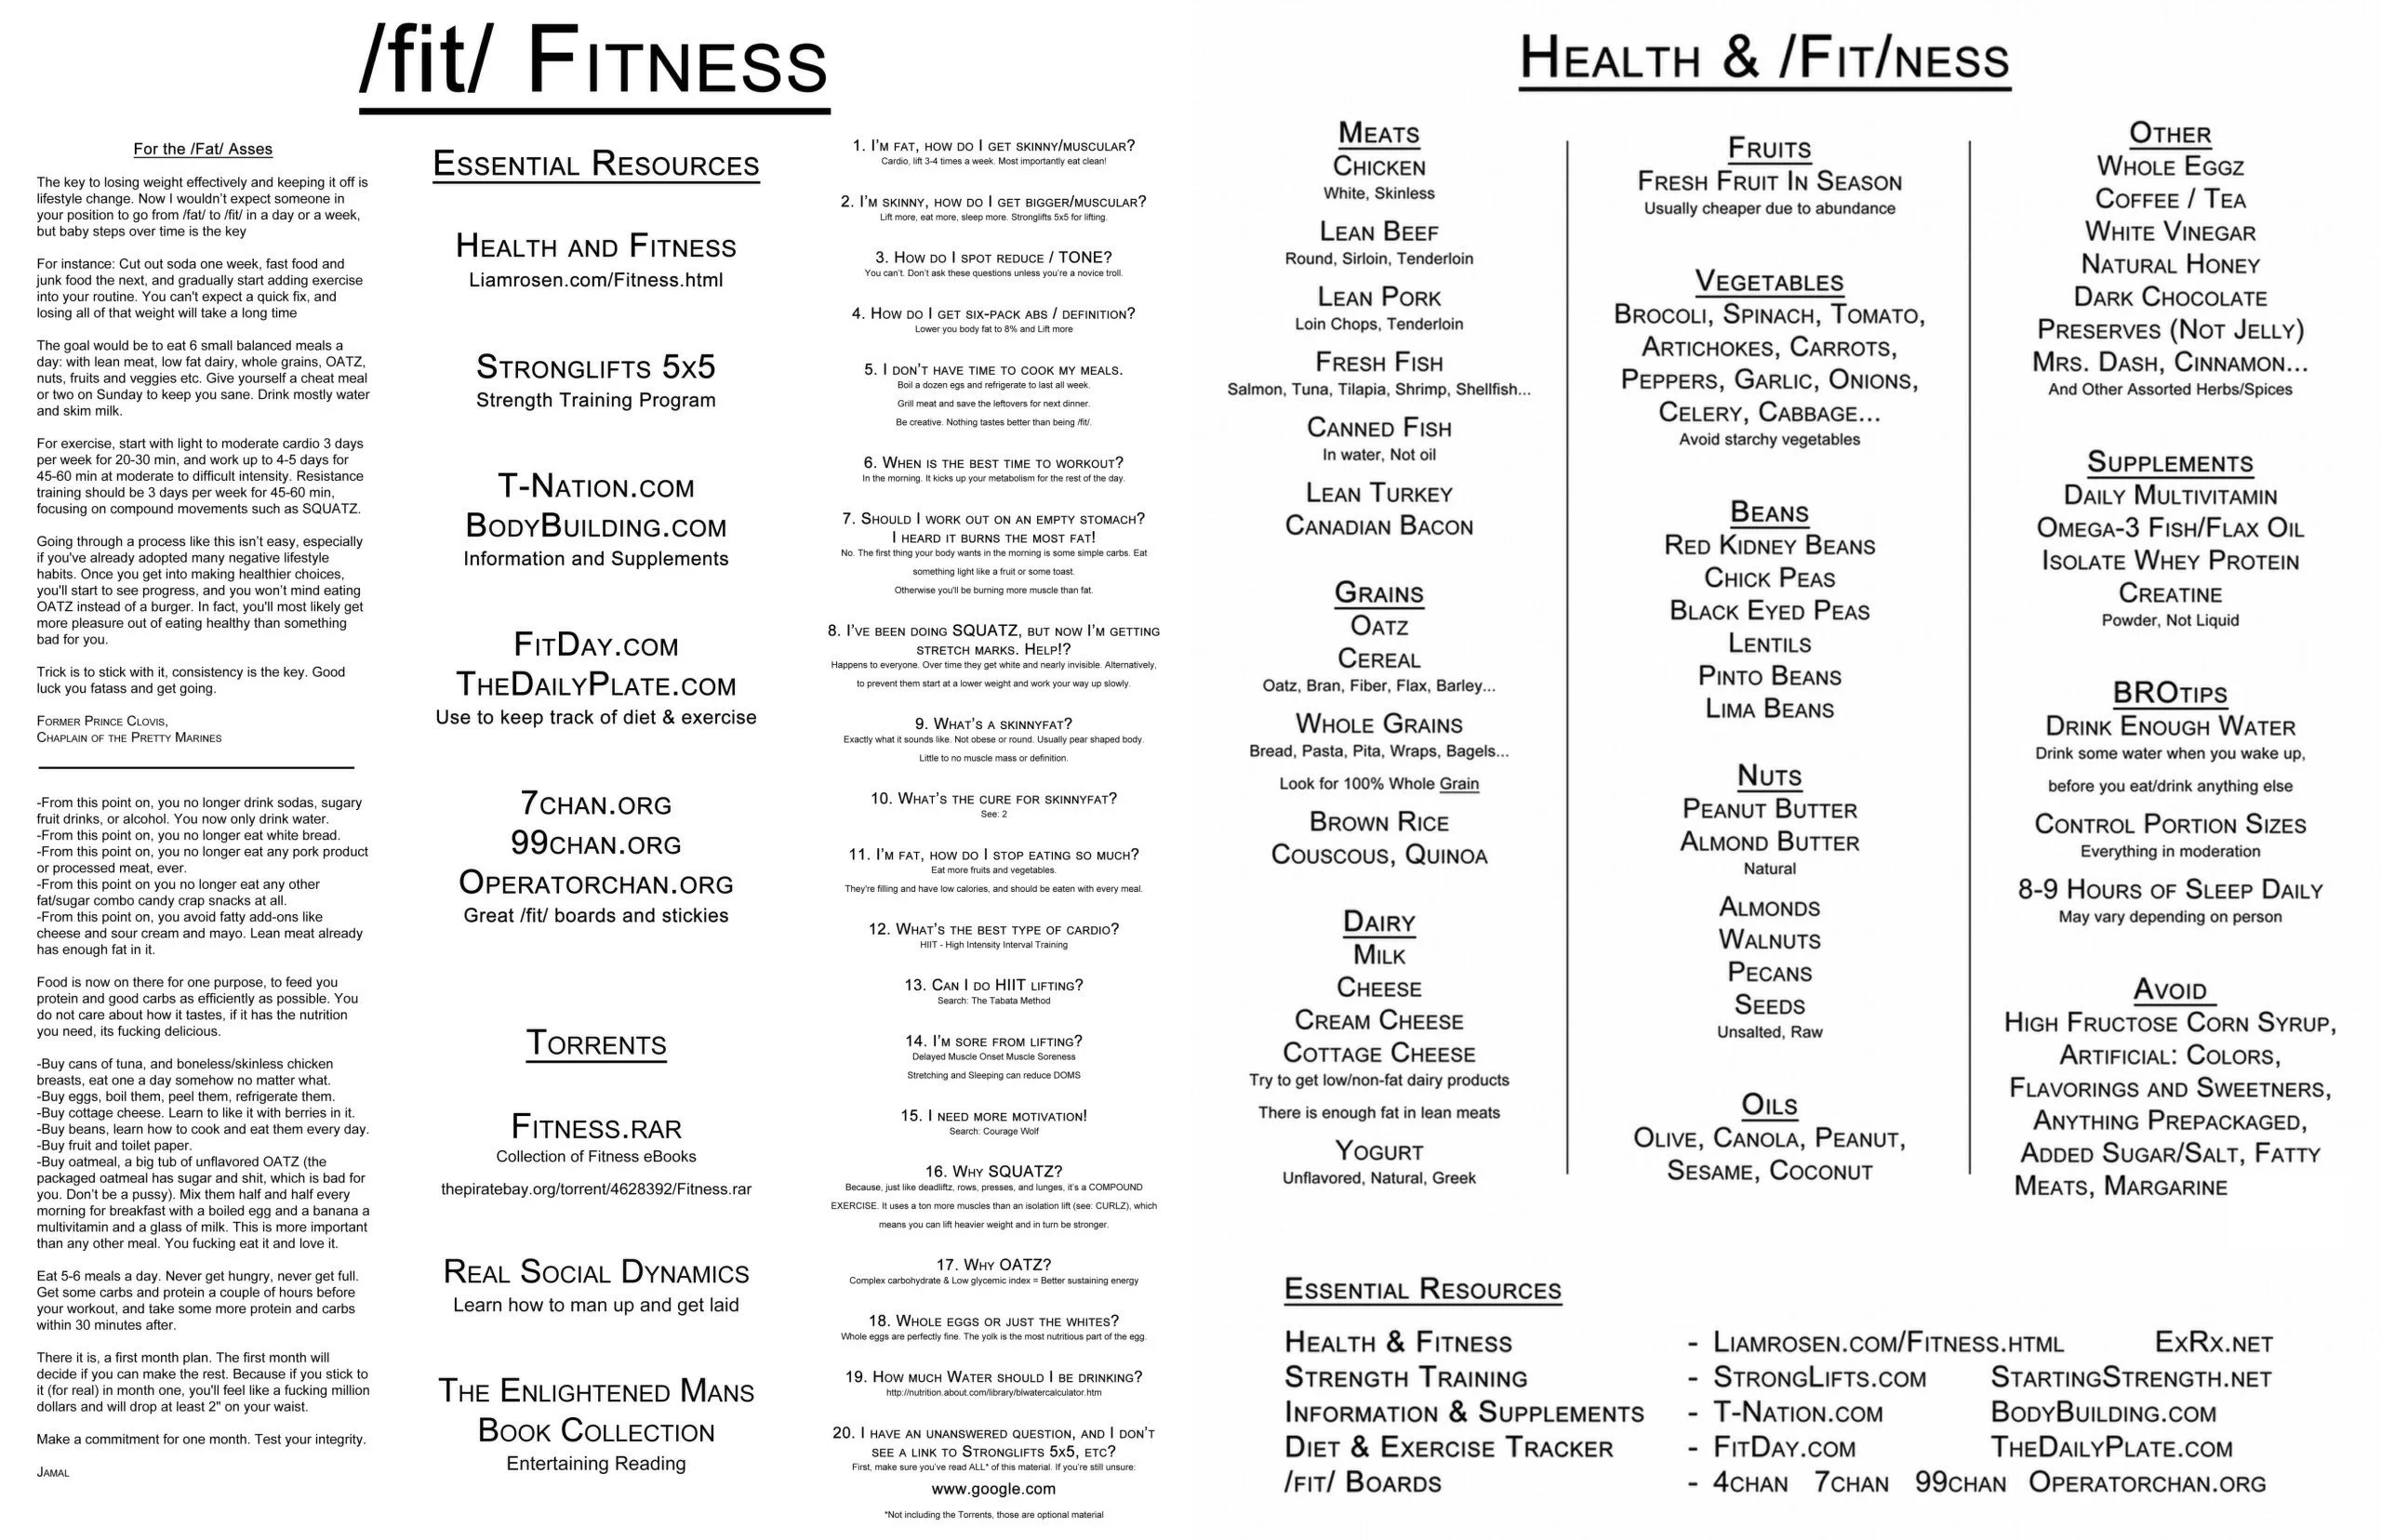 /fit/ FITNESS
For the /Fat/ Asses
The key to losing weight effectively and keeping it off is
lifestyle change. Now I wouldn't expect someone in
your position to go from /fat/ to /fit/ in a day or a week,
but baby steps over time is the key
For instance: Cut out soda one week, fast food and
junk food the next, and gradually start adding exercise
into your routine. You can't expect a quick fix, and
losing all of that weight will take a long time
The goal would be to eat 6 small balanced meals a
day: with lean meat, low fat dairy, whole grains, OATZ,
nuts, fruits and veggies etc. Give yourself a cheat meal
or two on Sunday to keep you sane. Drink mostly water
and skim milk.
For exercise, start with light to moderate cardio 3 days
per week for 20-30 min, and work up to 4-5 days for
45-60 min at moderate to difficult intensity. Resistance
training should be 3 days per week for 45-60 min,
focusing on compound movements such as SQUATZ.
Going through a process like this isn't easy, especially
if you've already adopted many negative lifestyle
habits. Once you get into making healthier choices,
you'll start to see progress, and you won't mind eating
OATZ instead of a burger. In fact, you'll most likely get
more pleasure out of eating healthy than something
bad for you.
Trick is to stick with it, consistency is the key. Good
luck you fatass and get going.
FORMER PRINCE CLOVIS,
CHAPLAIN OF THE PRETTY MARINES
-From this point on, you no longer drink sodas, sugary
fruit drinks, or alcohol. You now only drink water.
-From this point on, you no longer eat white bread.
-From this point on, you no longer eat any pork product
or processed meat, ever.
-From this point on you no longer eat any other
fat/sugar combo candy crap snacks at all.
-From this point on, you avoid fatty add-ons like
cheese and sour cream and mayo. Lean meat already
has enough fat in it.
Food is now on there for one purpose, to feed you
protein and good carbs as efficiently as possible. You
do not care about how it tastes, if it has the nutrition
you need, its fucking delicious.
-Buy cans of tuna, and boneless/skinless chicken
breasts, eat one a day somehow no matter what.
-Buy eggs, boil them, peel them, refrigerate them.
-Buy cottage cheese. Learn to like it with berries in it.
-Buy beans, learn how to cook and eat them every day.
-Buy fruit and toilet paper.
-Buy oatmeal, a big tub of unflavored OATZ (the
packaged oatmeal has sugar and shit, which is bad for
you. Don't be a pussy). Mix them half and half every
morning for breakfast with a boiled egg and a banana a
multivitamin and a glass of milk. This is more important
than any other meal. You fucking eat it and love it.
Eat 5-6 meals a day. Never get hungry, never get full.
Get some carbs and protein a couple of hours before
your workout, and take some more protein and carbs
within 30 minutes after.
There it is, a first month plan. The first month will
decide if you can make the rest. Because if you stick to
it (for real) in month one, you'll feel like a fucking million
dollars and will drop at least 2" on your waist.
Make a commitment for one month. Test your integrity.
JAMAL
ESSENTIAL RESOURCES
HEALTH AND FITNESS
Liamrosen.com/Fitness.html
STRONGLIFTS 5X5
Strength Training Program
T-NATION.COM
BODYBUILDING.COM
Information and Supplements
FITDAY.COM
THEDAILYPLATE.COM
Use to keep track of diet & exercise
7CHAN.ORG
99CHAN.ORG
OPERATORCHAN.ORG
Great /fit/ boards and stickies
TORRENTS
FITNESS.RAR
Collection of Fitness eBooks
thepiratebay.org/torrent/4628392/Fitness.rar
REAL SOCIAL DYNAMICS
Learn how to man up and get laid
THE ENLIGHTENED MANS
BOOK COLLECTION
Entertaining Reading
1. I'M FAT, HOW DO I GET SKINNY/MUSCULAR?
Cardio, lift 3-4 times a week. Most importantly eat clean!
2. I'M SKINNY, HOW DO I GET BIGGER/MUSCULAR?
Lift more, eat more, sleep more. Stronglifts 5x5 for lifting.
3. HOW DO I SPOT REDUCE / TONE?
You can't. Don't ask these questions unless you're a novice troll.
4. HOW DO I GET SIX-PACK ABS / DEFINITION?
Lower you body fat to 8% and Lift more
5. I DON'T HAVE TIME TO COOK MY MEALS.
Boil a dozen egs and refrigerate to last all week.
Grill meat and save the leftovers for next dinner.
Be creative. Nothing tastes better than being /fit/.
6. WHEN IS THE BEST TIME TO WORKOUT?
In the morning. It kicks up your metabolism for the rest of the day.
7. SHOULD I WORK OUT ON AN EMPTY STOMACH?
I HEARD IT BURNS THE MOST FAT!
No. The first thing your body wants in the morning is some simple carbs. Eat
something light like a fruit or some toast.
Otherwise you'll be burning more muscle than fat.
8. I'VE BEEN DOING SQUATZ, BUT NOW I'M GETTING
STRETCH MARKS. HELP!?
Happens to everyone. Over time they get white and nearly invisible. Alternatively,
to prevent them start at a lower weight and work your way up slowly.
9. WHAT'S A SKINNYFAT?
Exactly what it sounds like. Not obese or round. Usually pear shaped body.
Little to no muscle mass or definition.
10. WHAT'S THE CURE FOR SKINNYFAT?
See: 2
11. I'M FAT, HOW DO I STOP EATING SO MUCH?
Eat more fruits and vegetables.
They're filling and have low calories, and should be eaten with every meal.
12. WHAT'S THE BEST TYPE OF CARDIO?
HIIT - High Intensity Interval Training
13. CAN I DO HIIT LIFTING?
Search: The Tabata Method
14. I'M SORE FROM LIFTING?
Delayed Muscle Onset Muscle Soreness
Stretching and Sleeping can reduce DOMS
15. I NEED MORE MOTIVATION!
Search: Courage Wolf
16. WHY SQUATZ?
Because, just like deadliftz, rows, presses, and lunges, it's a COMPOUND
EXERCISE. It uses a ton more muscles than an isolation lift (see: CURLZ), which
means you can lift heavier weight and in turn be stronger.
17. WHY OATZ?
Complex carbohydrate & Low glycemic index = Better sustaining energy
18. WHOLE EGGS OR JUST THE WHITES?
Whole eggs are perfectly fine. The yolk is the most nutritious part of the egg.
19. HOW MUCH WATER SHOULD I BE DRINKING?
http://nutrition.about.com/library/blwatercalculator.htm
20. I HAVE AN UNANSWERED QUESTION, AND I DON'T
SEE A LINK TO STRONGLIFTS 5X5, ETC?
First, make sure you've read ALL* of this material. If you're still unsure:
www.google.com
*Not including the Torrents, those are optional material
HEALTH & /FIT/NESS
MEATS
CHICKEN
White, Skinless
LEAN BEEF
Round, Sirloin, Tenderloin
LEAN PORK
Loin Chops, Tenderloin
FRESH FISH
Salmon, Tuna, Tilapia, Shrimp, Shellfish...
CANNED FISH
In water, Not oil
LEAN TURKEY
CANADIAN BACON
GRAINS
OATZ
CEREAL
Oatz, Bran, Fiber, Flax, Barley...
WHOLE GRAINS
Bread, Pasta, Pita, Wraps, Bagels...
Look for 100% Whole Grain
BROWN RICE
COUSCOUS, QUINOA
DAIRY
MILK
CHEESE
CREAM CHEESE
COTTAGE CHEESE
Try to get low/non-fat dairy products
There is enough fat in lean meats
YOGURT
Unflavored, Natural, Greek
FRUITS
FRESH FRUIT IN SEASON
Usually cheaper due to abundance
VEGETABLES
BROCOLI, SPINACH, TOMATO,
ARTICHOKES, CARROTS,
PEPPERS, GARLIC, ONIONS,
CELERY, CABBAGE...
Avoid starchy vegetables
BEANS
RED KIDNEY BEANS
CHICK PEAS
BLACK EYED PEAS
LENTILS
PINTO BEANS
LIMA BEANS
NUTS
PEANUT BUTTER
ALMOND BUTTER
Natural
ALMONDS
WALNUTS
PECANS
SEEDS
Unsalted, Raw
OILS
OLIVE, CANOLA, PEANUT,
SESAME, COCONUT
OTHER
WHOLE EGGZ
COFFEE / TEA
WHITE VINEGAR
NATURAL HONEY
DARK CHOCOLATE
PRESERVES (NOT JELLY)
MRS. DASH, CINNAMON...
And Other Assorted Herbs/Spices
SUPPLEMENTS
DAILY MULTIVITAMIN
OMEGA-3 FISH/FLAX OIL
ISOLATE WHEY PROTEIN
CREATINE
Powder, Not Liquid
BROTIPS
DRINK ENOUGH WATER
Drink some water when you wake up,
before you eat/drink anything else
CONTROL PORTION SIZES
Everything in moderation
8-9 HOURS OF SLEEP DAILY
May vary depending on person
AVOID
HIGH FRUCTOSE CORN SYRUP,
ARTIFICIAL: COLORS,
FLAVORINGS AND SWEETNERS,
ANYTHING PREPACKAGED,
ADDED SUGAR/SALT, FATTY
MEATS, MARGARINE
ESSENTIAL RESOURCES
HEALTH & FITNESS - LIAMROSEN.COM/FITNESS.HTML EXRX.NET
STRENGTH TRAINING - STRONGLIFTS.COM STARTINGSTRENGTH.NET
INFORMATION & SUPPLEMENTS - T-NATION.COM BODYBUILDING.COM
DIET & EXERCISE TRACKER - FITDAY.COM THEDAILYPLATE.COM
/FIT/ BOARDS - 4CHAN 7CHAN 99CHAN OPERATORCHAN.ORG